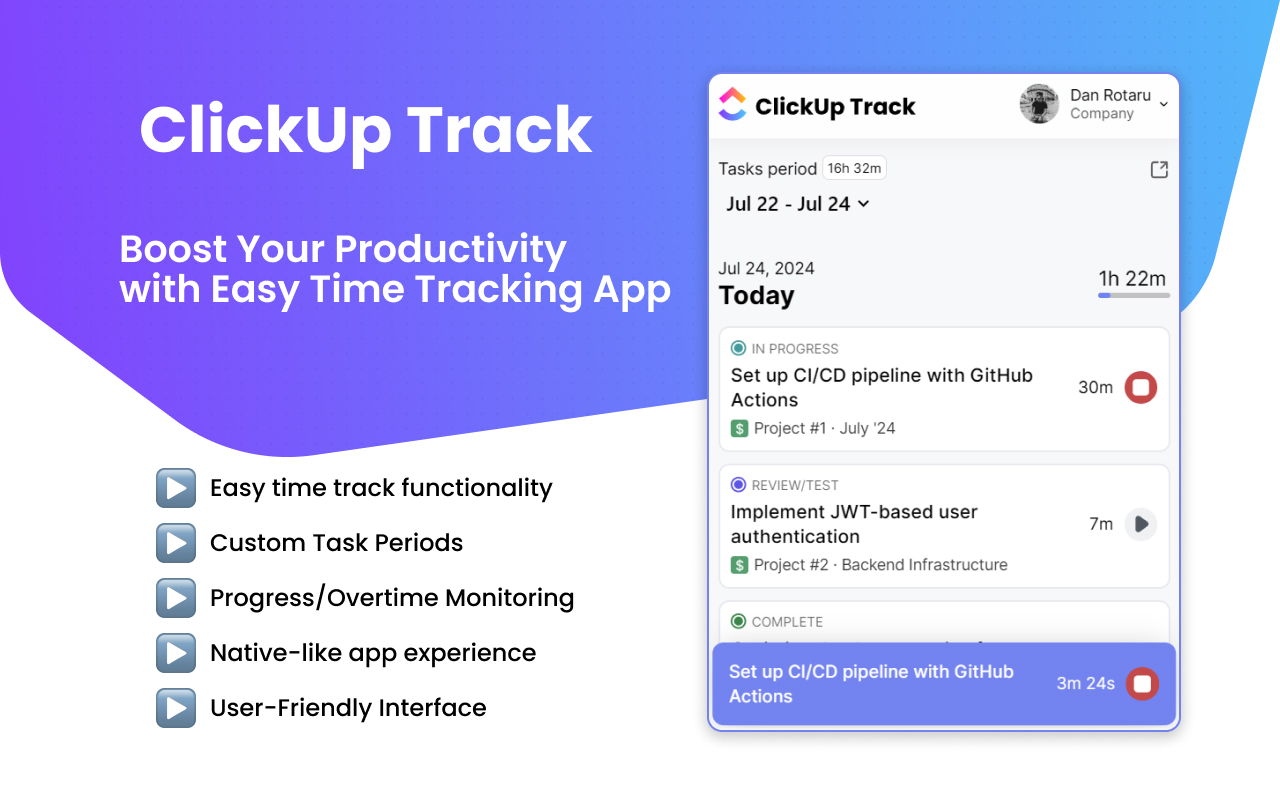 ClickUp Track
Boost Your Productivity
with Easy Time Tracking App
Easy time track functionality
Custom Task Periods
Progress/Overtime Monitoring
Native-like app experience
User-Friendly Interface
ClickUp Track
Dan Rotaru
Company
Tasks period 16h 32m
Jul 22 - Jul 24
Jul 24, 2024
Today
1h 22m
IN PROGRESS
Set up CI/CD pipeline with GitHub
Actions
30m
$ Project #1 · July '24
REVIEW/TEST
Implement JWT-based user
authentication
7m
$ Project #2 · Backend Infrastructure
COMPLETE
Set up CI/CD pipeline with GitHub
Actions
3m 24s